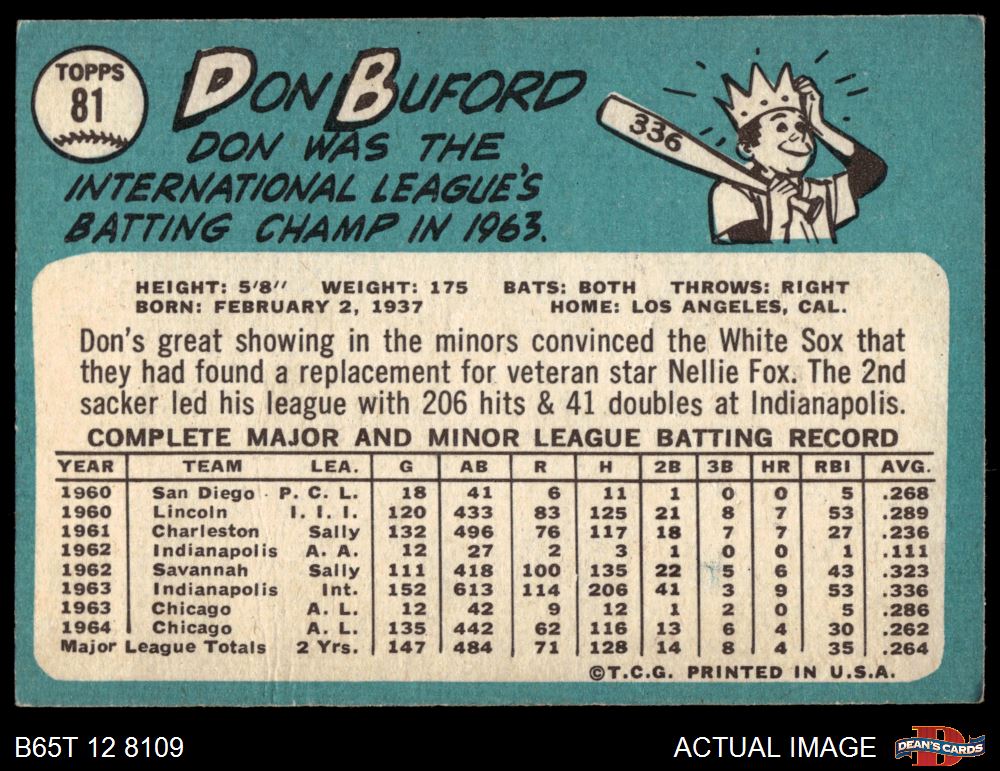 TOPPS
81
DON BUFORD
DON WAS THE
INTERNATIONAL LEAGUE'S
BATTING CHAMP IN 1963.
336
HEIGHT: 5'8" WEIGHT: 175 BATS: BOTH THROWS: RIGHT
BORN: FEBRUARY 2, 1937 HOME: LOS ANGELES, CAL.
Don's great showing in the minors convinced the White Sox that
they had found a replacement for veteran star Nellie Fox. The 2nd
sacker led his league with 206 hits & 41 doubles at Indianapolis.
COMPLETE MAJOR AND MINOR LEAGUE BATTING RECORD
YEAR TEAM LEA. G AB R H 2B 3B HR RBI AVG.
1960 San Diego P. C. L. 18 41 6 11 1 0 0 5 .268
1960 Lincoln I. I. I. 120 433 83 125 21 8 7 53 .289
1961 Charleston Sally 132 496 76 117 18 7 7 27 .236
1962 Indianapolis A. A. 12 27 2 3 1 0 0 1 .111
1962 Savannah Sally 111 418 100 135 22 5 6 43 .323
1963 Indianapolis Int. 152 613 114 206 41 3 9 53 .336
1963 Chicago A. L. 12 42 9 12 1 2 0 5 .286
1964 Chicago A. L. 135 442 62 116 13 6 4 30 .262
Major League Totals 2 Yrs. 147 484 71 128 14 8 4 35 .264
©T.C.G. PRINTED IN U.S.A.
B65T 12 8109
ACTUAL IMAGE
D
DEAN'S CARDS